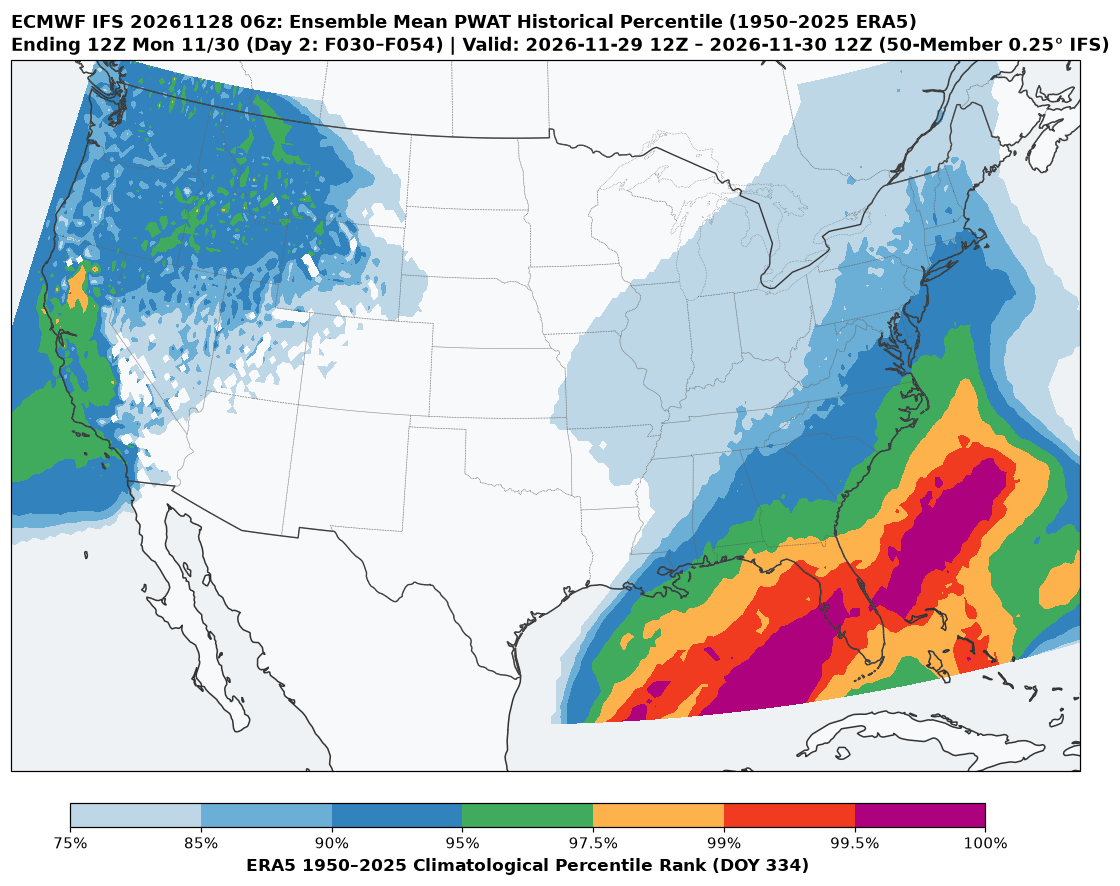 ECMWF IFS 20261128 06z: Ensemble Mean PWAT Historical Percentile (1950–2025 ERA5)
Ending 12Z Mon 11/30 (Day 2: F030–F054) | Valid: 2026-11-29 12Z – 2026-11-30 12Z (50-Member 0.25° IFS)
75% 85% 90% 95% 97.5% 99% 99.5% 100%
ERA5 1950–2025 Climatological Percentile Rank (DOY 334)